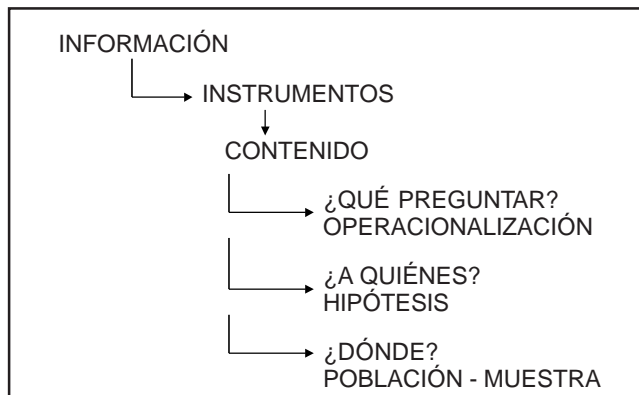 INFORMACIÓN
INSTRUMENTOS
CONTENIDO
¿QUÉ PREGUNTAR?
OPERACIONALIZACIÓN
¿A QUIÉNES?
HIPÓTESIS
¿DÓNDE?
POBLACIÓN - MUESTRA